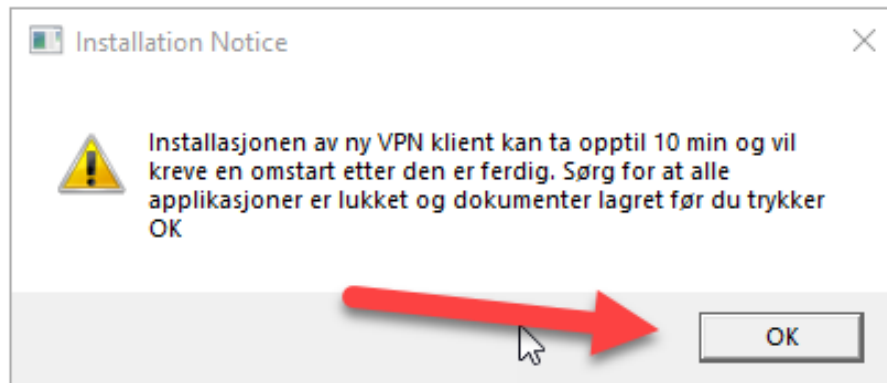 Installation Notice
Installasjonen av ny VPN klient kan ta opptil 10 min og vil
kreve en omstart etter den er ferdig. Sørg for at alle
applikasjoner er lukket og dokumenter lagret før du trykker
OK
OK